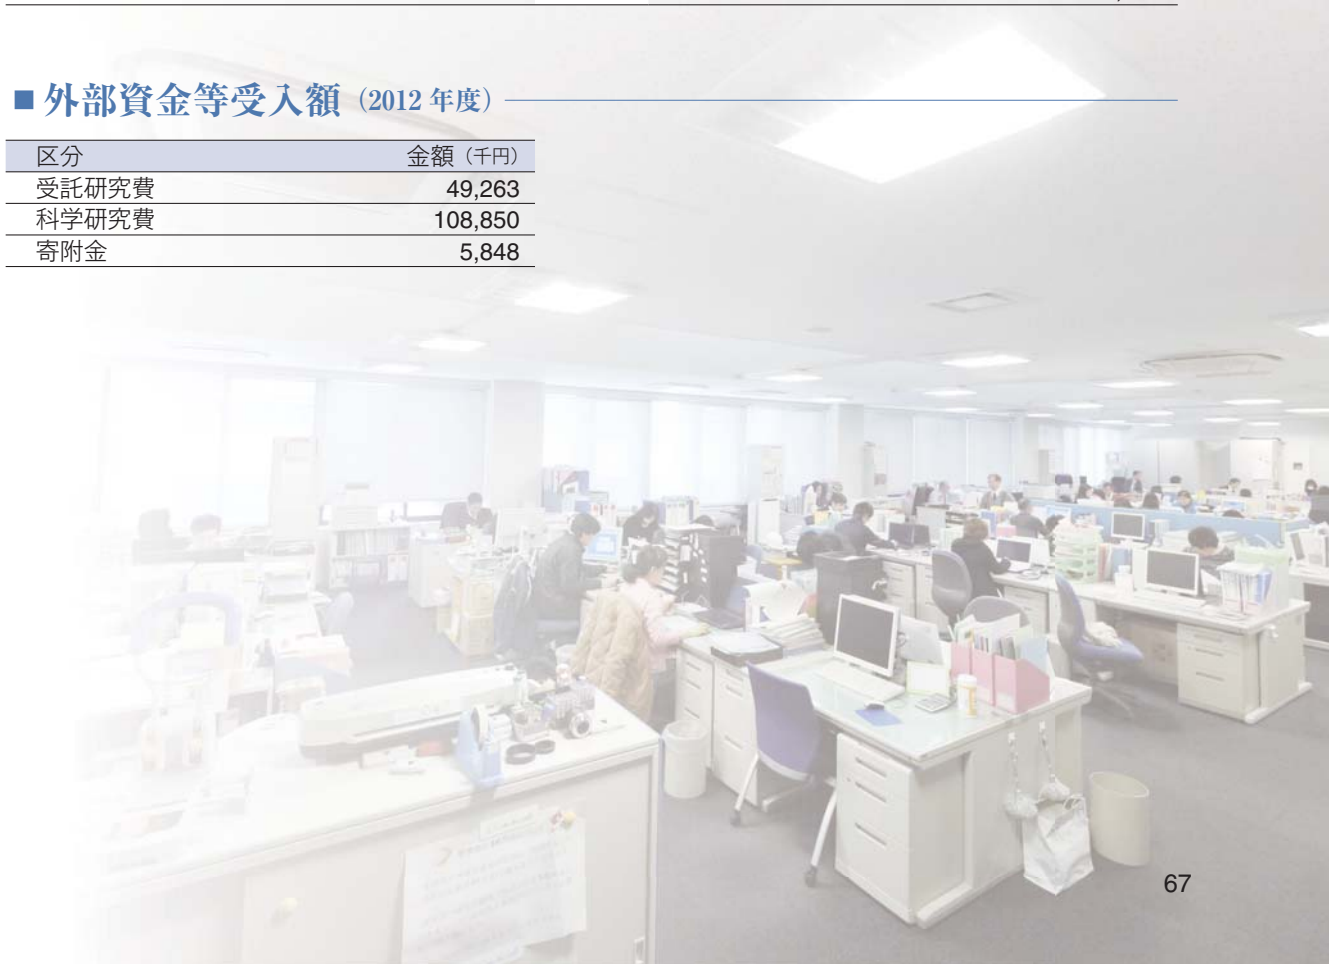 ■ 外部資金等受入額（2012 年度）
区分 金額（千円）
受託研究費 49,263
科学研究費 108,850
寄附金 5,848
67